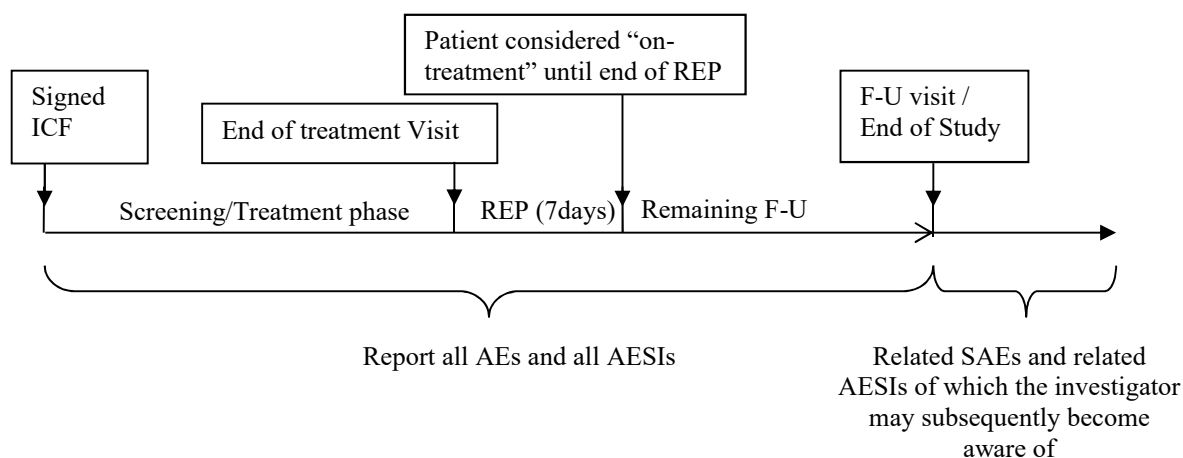 Patient considered “on-
treatment” until end of REP
Signed
ICF
End of treatment Visit
F-U visit /
End of Study
Screening/Treatment phase
REP (7days)
Remaining F-U
Report all AEs and all AESIs
Related SAEs and related
AESIs of which the investigator
may subsequently become
aware of